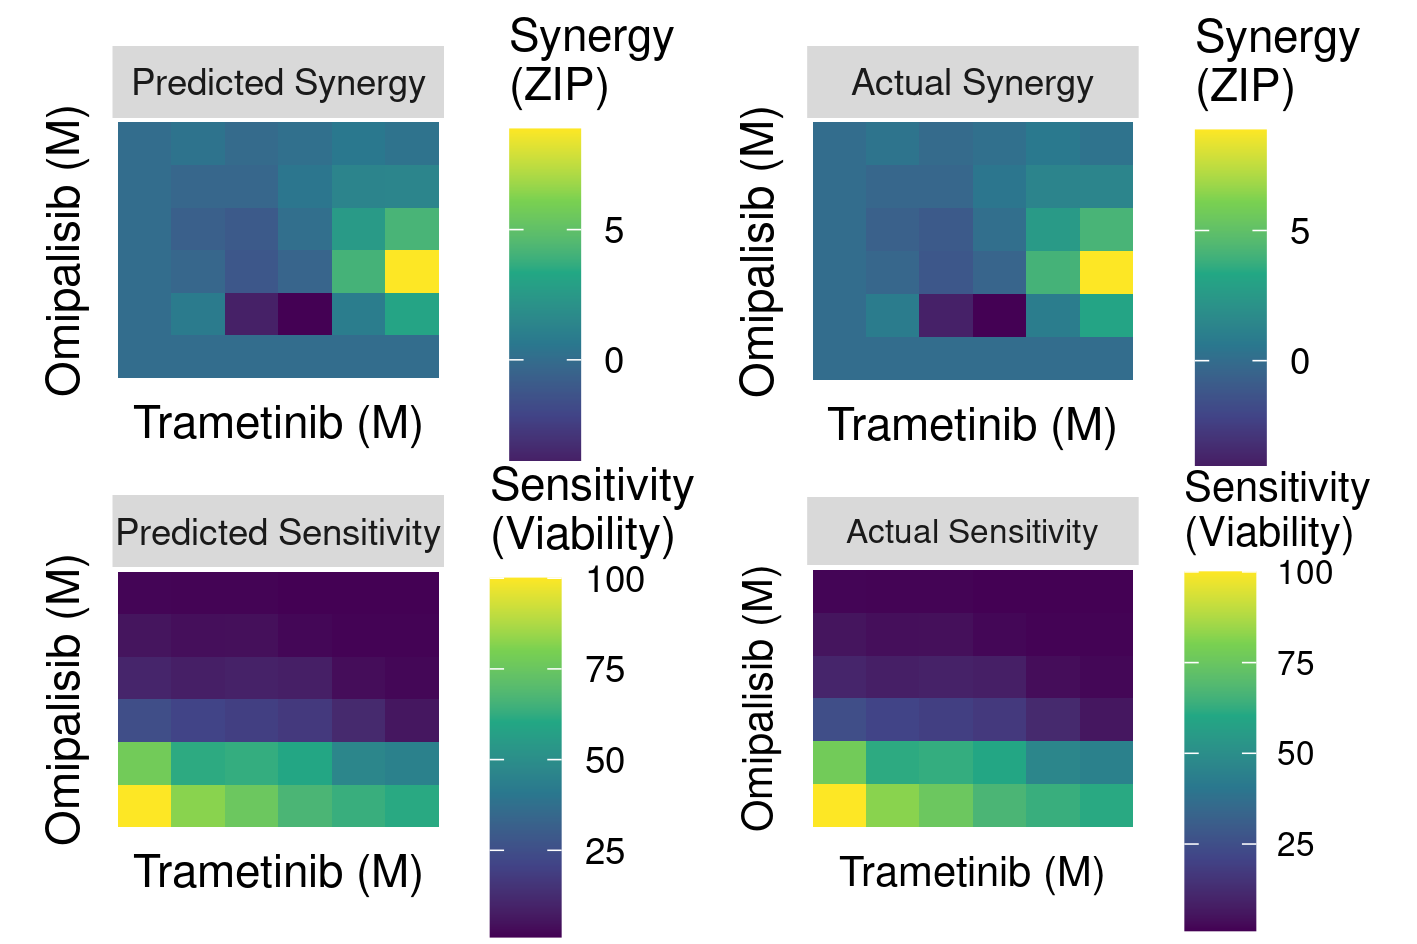 Predicted Synergy
Omipalisib (M)
Trametinib (M)
Synergy
(ZIP)
5
0
Actual Synergy
Omipalisib (M)
Trametinib (M)
Synergy
(ZIP)
5
0
Predicted Sensitivity
Omipalisib (M)
Trametinib (M)
Sensitivity
(Viability)
100
75
50
25
Actual Sensitivity
Omipalisib (M)
Trametinib (M)
Sensitivity
(Viability)
100
75
50
25